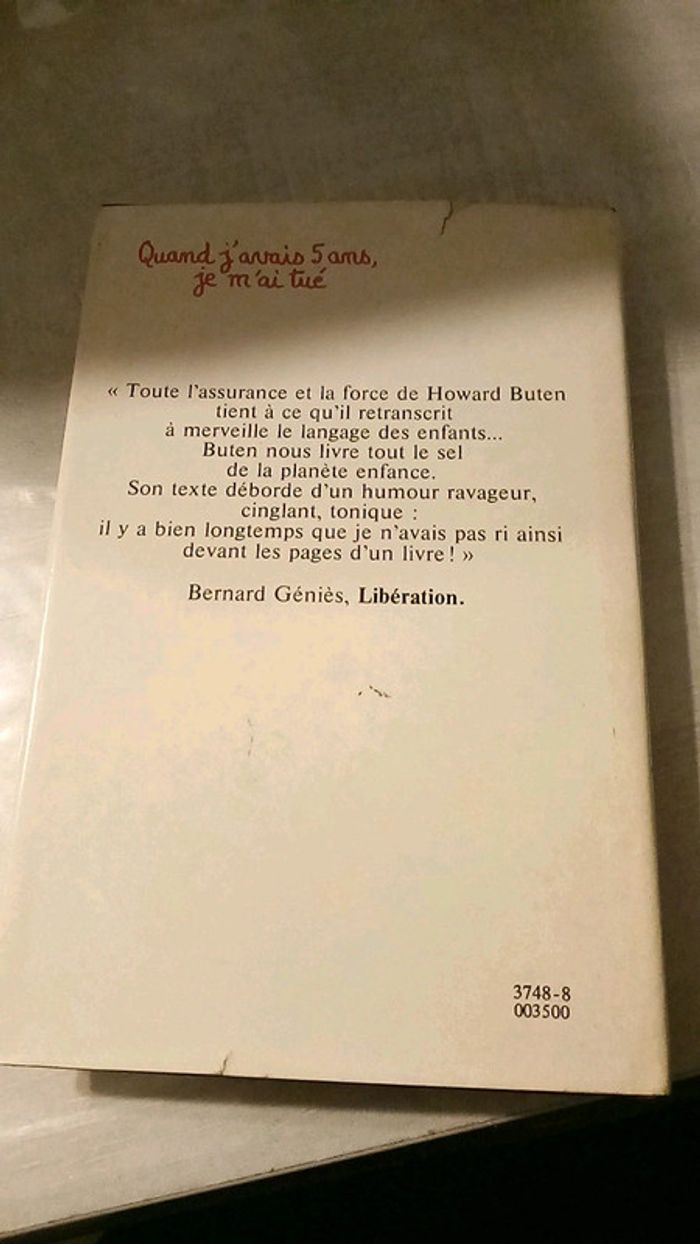 Quand j'avais 5 ans,
je m'ai tué
« Toute l'assurance et la force de Howard Buten
tient à ce qu'il retranscrit
à merveille le langage des enfants...
Buten nous livre tout le sel
de la planète enfance.
Son texte déborde d'un humour ravageur,
cinglant, tonique :
il y a bien longtemps que je n'avais pas ri ainsi
devant les pages d'un livre ! »
Bernard Géniès, Libération.
3748-8
003500